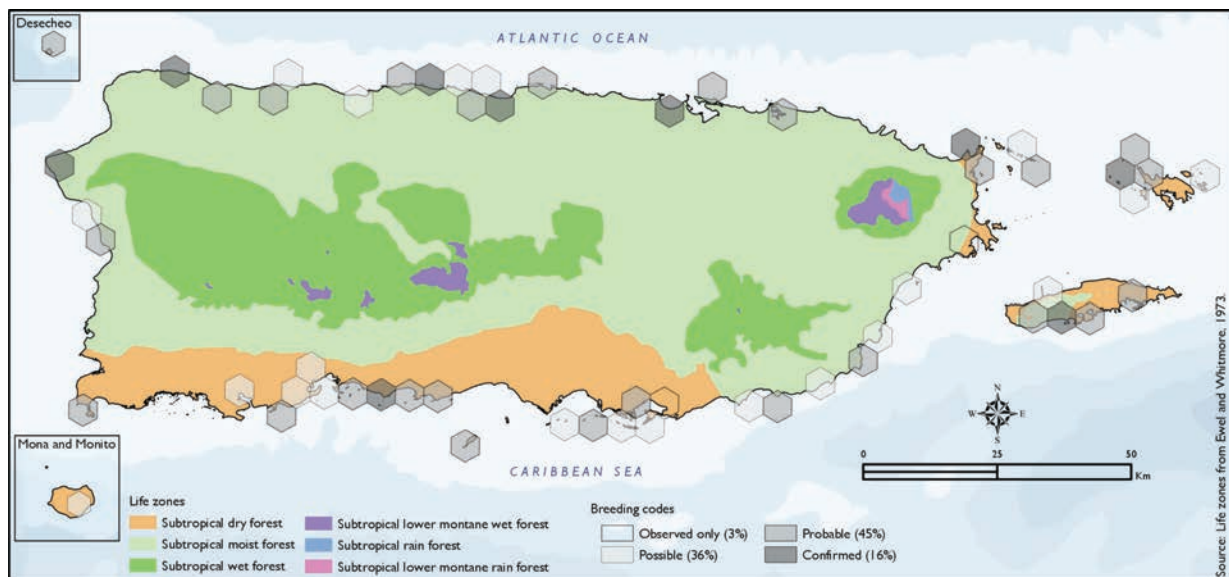 Desecheo
ATLANTIC OCEAN
N
W E
S
0 25 50
Km
CARIBBEAN SEA
Mona and Monito
Life zones
Subtropical dry forest
Subtropical moist forest
Subtropical wet forest
Subtropical lower montane wet forest
Subtropical rain forest
Subtropical lower montane rain forest
Breeding codes
Observed only (3%)
Possible (36%)
Probable (45%)
Confirmed (16%)
Source: Life zones from Ewel and Whitmore, 1973.